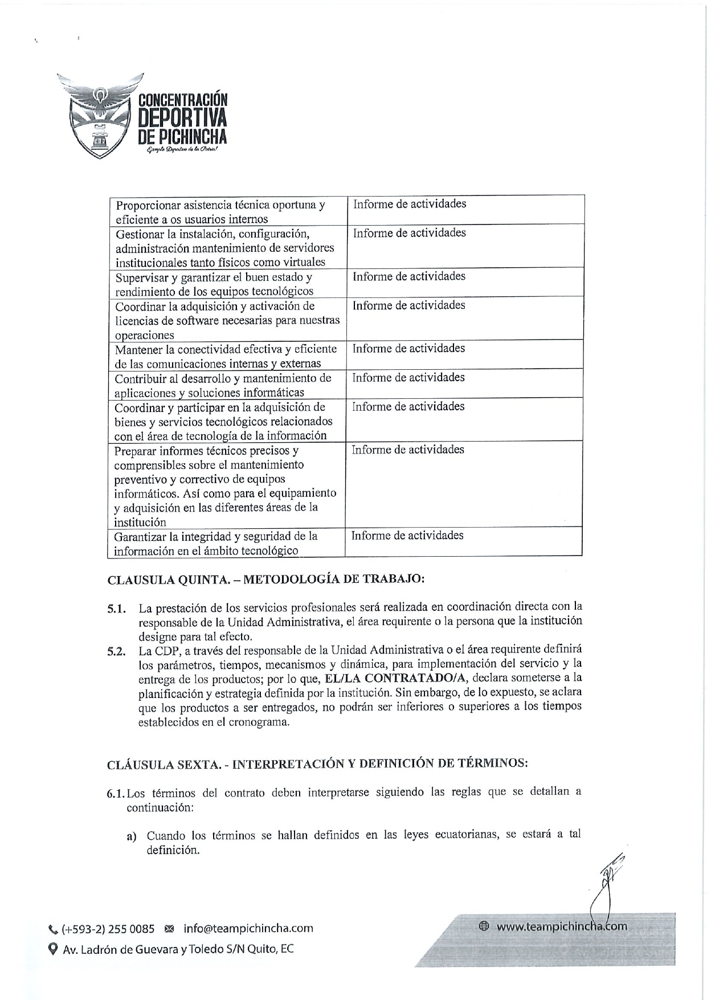 CONCENTRACIÓN
DEPORTIVA
DE PICHINCHA
Ejemplo Deportivo de la Patria!
Proporcionar asistencia técnica oportuna y
eficiente a os usuarios internos
Informe de actividades
Gestionar la instalación, configuración,
administración mantenimiento de servidores
institucionales tanto físicos como virtuales
Informe de actividades
Supervisar y garantizar el buen estado y
rendimiento de los equipos tecnológicos
Informe de actividades
Coordinar la adquisición y activación de
licencias de software necesarias para nuestras
operaciones
Informe de actividades
Mantener la conectividad efectiva y eficiente
de las comunicaciones internas y externas
Informe de actividades
Contribuir al desarrollo y mantenimiento de
aplicaciones y soluciones informáticas
Informe de actividades
Coordinar y participar en la adquisición de
bienes y servicios tecnológicos relacionados
con el área de tecnología de la información
Informe de actividades
Preparar informes técnicos precisos y
comprensibles sobre el mantenimiento
preventivo y correctivo de equipos
informáticos. Así como para el equipamiento
y adquisición en las diferentes áreas de la
institución
Informe de actividades
Garantizar la integridad y seguridad de la
información en el ámbito tecnológico
Informe de actividades
CLAUSULA QUINTA. – METODOLOGÍA DE TRABAJO:
5.1. La prestación de los servicios profesionales será realizada en coordinación directa con la
responsable de la Unidad Administrativa, el área requirente o la persona que la institución
designe para tal efecto.
5.2. La CDP, a través del responsable de la Unidad Administrativa o el área requirente definirá
los parámetros, tiempos, mecanismos y dinámica, para implementación del servicio y la
entrega de los productos; por lo que, EL/LA CONTRATADO/A, declara someterse a la
planificación y estrategia definida por la institución. Sin embargo, de lo expuesto, se aclara
que los productos a ser entregados, no podrán ser inferiores o superiores a los tiempos
establecidos en el cronograma.
CLÁUSULA SEXTA. - INTERPRETACIÓN Y DEFINICIÓN DE TÉRMINOS:
6.1. Los términos del contrato deben interpretarse siguiendo las reglas que se detallan a
continuación:
a) Cuando los términos se hallan definidos en las leyes ecuatorianas, se estará a tal
definición.
(+593-2) 255 0085 info@teampichincha.com
www.teampichincha.com
Av. Ladrón de Guevara y Toledo S/N Quito, EC